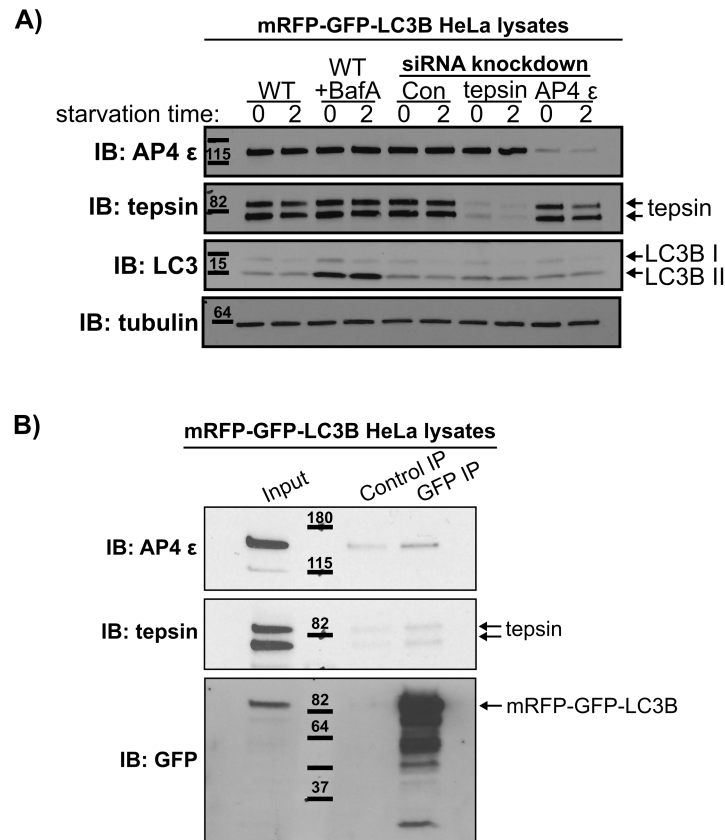 A)
mRFP-GFP-LC3B HeLa lysates
WT siRNA knockdown
WT +BafA Con tepsin AP4 ε
starvation time: 0 2 0 2 0 2 0 2 0 2
IB: AP4 ε 115
IB: tepsin 82 tepsin
LC3B I
IB: LC3 15
LC3B II
IB: tubulin 64
B)
mRFP-GFP-LC3B HeLa lysates
Input Control IP GFP IP
180
IB: AP4 ε
115
IB: tepsin 82 tepsin
82 mRFP-GFP-LC3B
64
IB: GFP
37